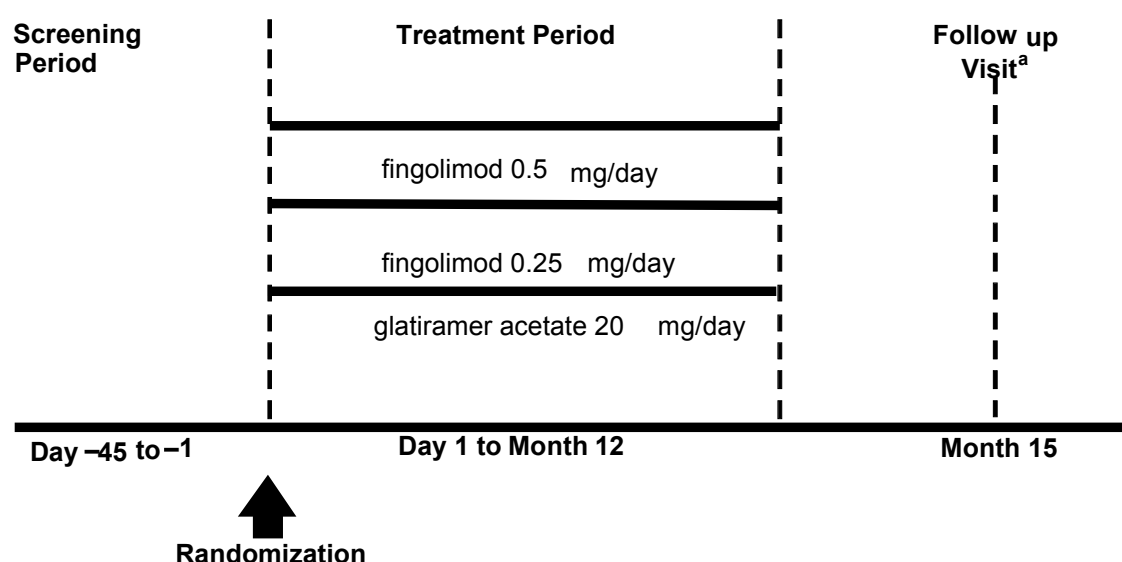 Screening
Period
Treatment Period
Follow up
Visitᵃ
fingolimod 0.5 mg/day
fingolimod 0.25 mg/day
glatiramer acetate 20 mg/day
Day –45 to –1
Day 1 to Month 12
Month 15
Randomization